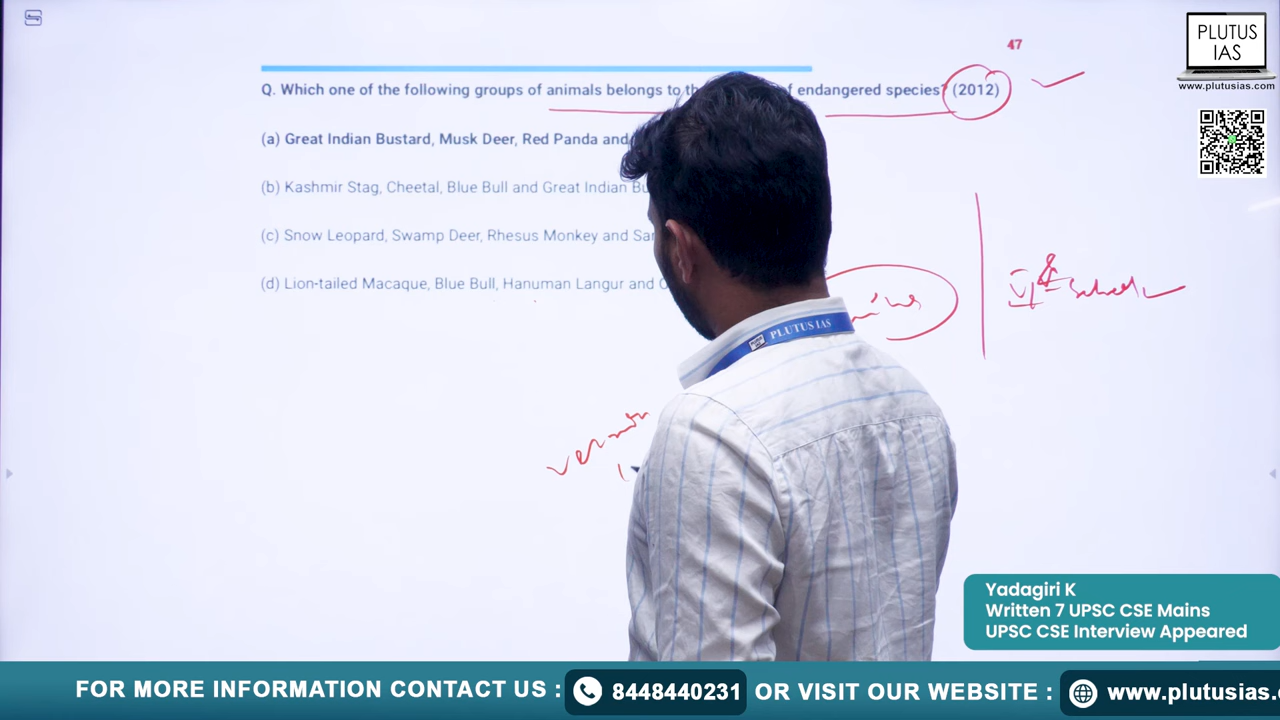 47
PLUTUS
IAS
www.plutusias.com
Q. Which one of the following groups of animals belongs to th of endangered species? (2012)
(a) Great Indian Bustard, Musk Deer, Red Panda and
(b) Kashmir Stag, Cheetal, Blue Bull and Great Indian Bu
(c) Snow Leopard, Swamp Deer, Rhesus Monkey and Sar
(d) Lion-tailed Macaque, Blue Bull, Hanuman Langur and
PLUTUS IAS
Yadagiri K
Written 7 UPSC CSE Mains
UPSC CSE Interview Appeared
FOR MORE INFORMATION CONTACT US : 8448440231 OR VISIT OUR WEBSITE : www.plutusias.c